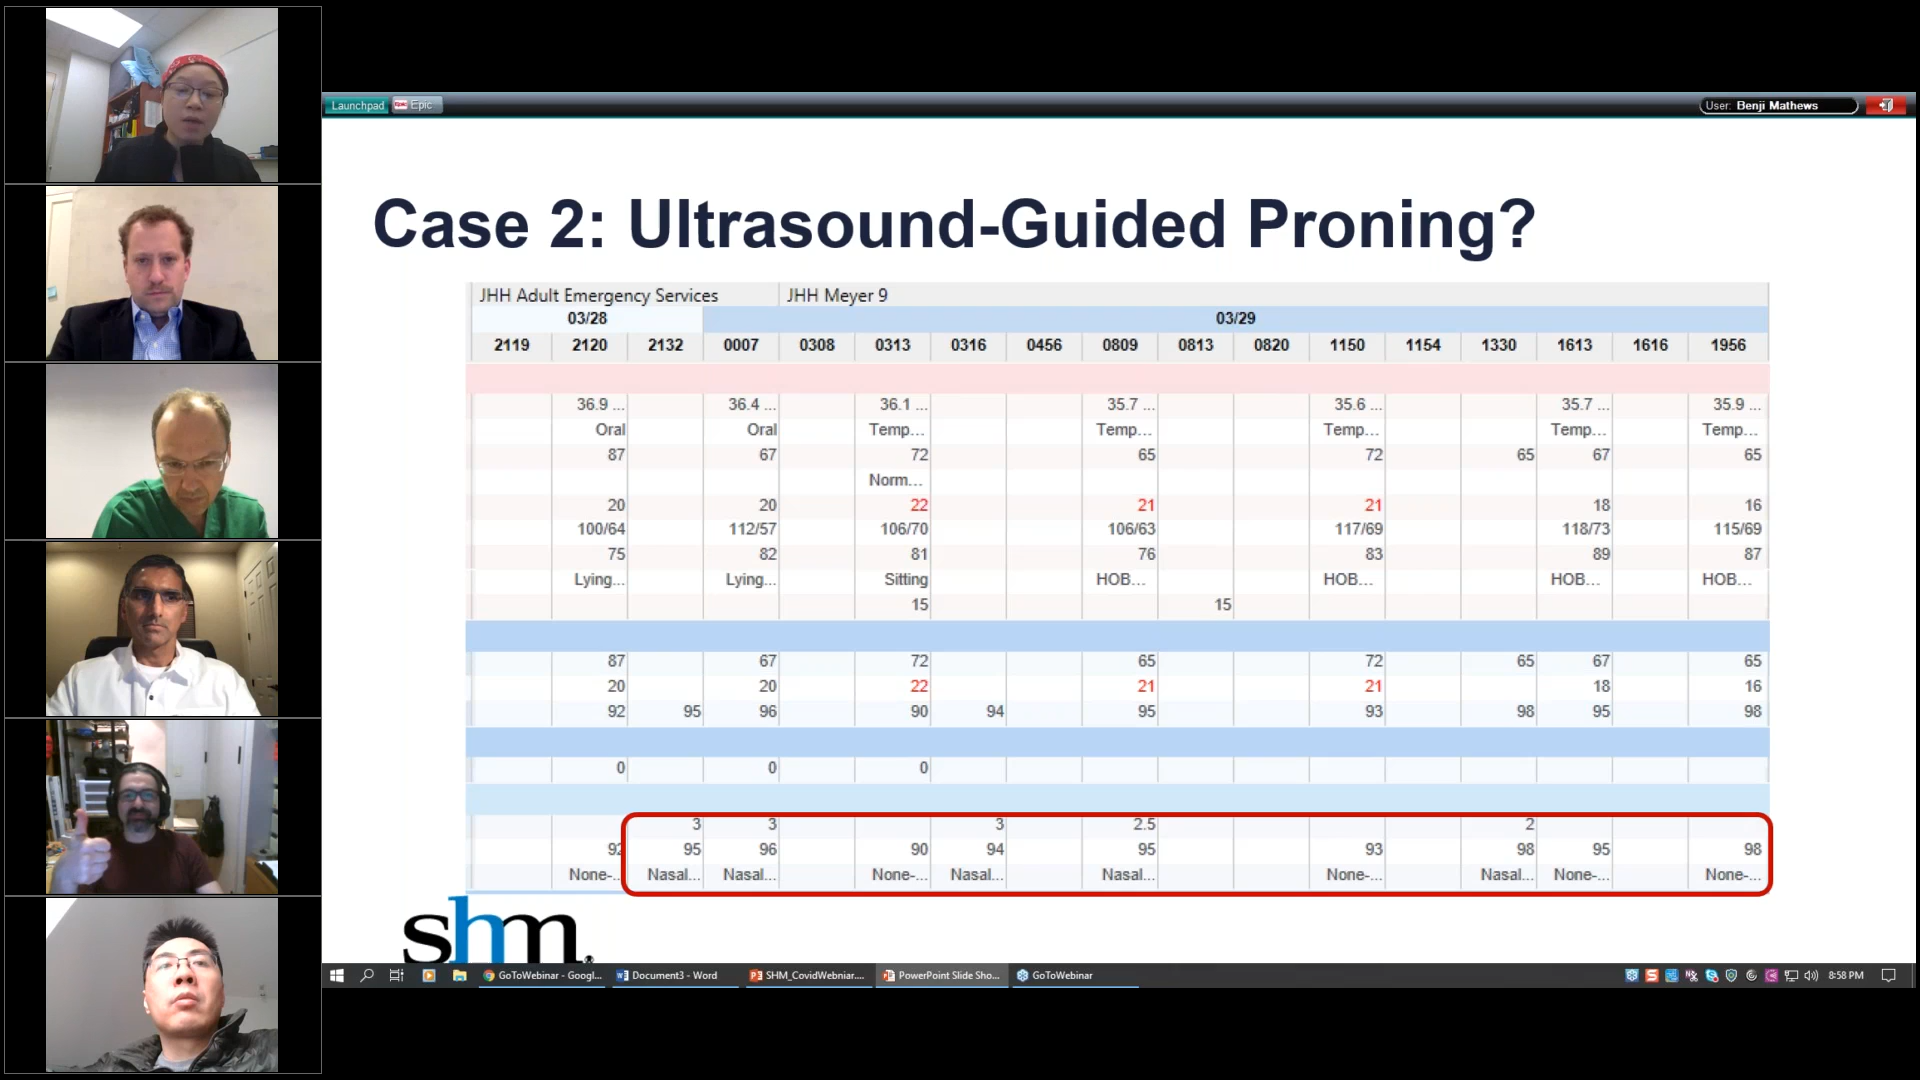 Launchpad Epic User: Benji Mathews
Case 2: Ultrasound-Guided Proning?
JHH Adult Emergency Services JHH Meyer 9
03/28 03/29
2119 2120 2132 0007 0308 0313 0316 0456 0809 0813 0820 1150 1154 1330 1613 1616 1956
36.9 ... 36.4 ... 36.1 ... 35.7 ... 35.6 ... 35.7 ... 35.9 ...
Oral Oral Temp... Temp... Temp... Temp... Temp...
87 67 72 65 72 65 67 65
Norm...
20 20 22 21 21 18 16
100/64 112/57 106/70 106/63 117/69 118/73 115/69
75 82 81 76 83 89 87
Lying... Lying... Sitting HOB... HOB... HOB... HOB...
15 15
87 67 72 65 72 65 67 65
20 20 22 21 21 18 16
92 95 96 90 94 95 93 98 95 98
0 0 0
3 3 3 2.5 2
92 95 96 90 94 95 93 98 95 98
None-... Nasal... Nasal... None-... Nasal... Nasal... None-... Nasal... None-... None-...
shm
GoToWebinar - Googl... Document3 - Word SHM_CovidWebniar.... PowerPoint Slide Sho... GoToWebinar 8:58 PM